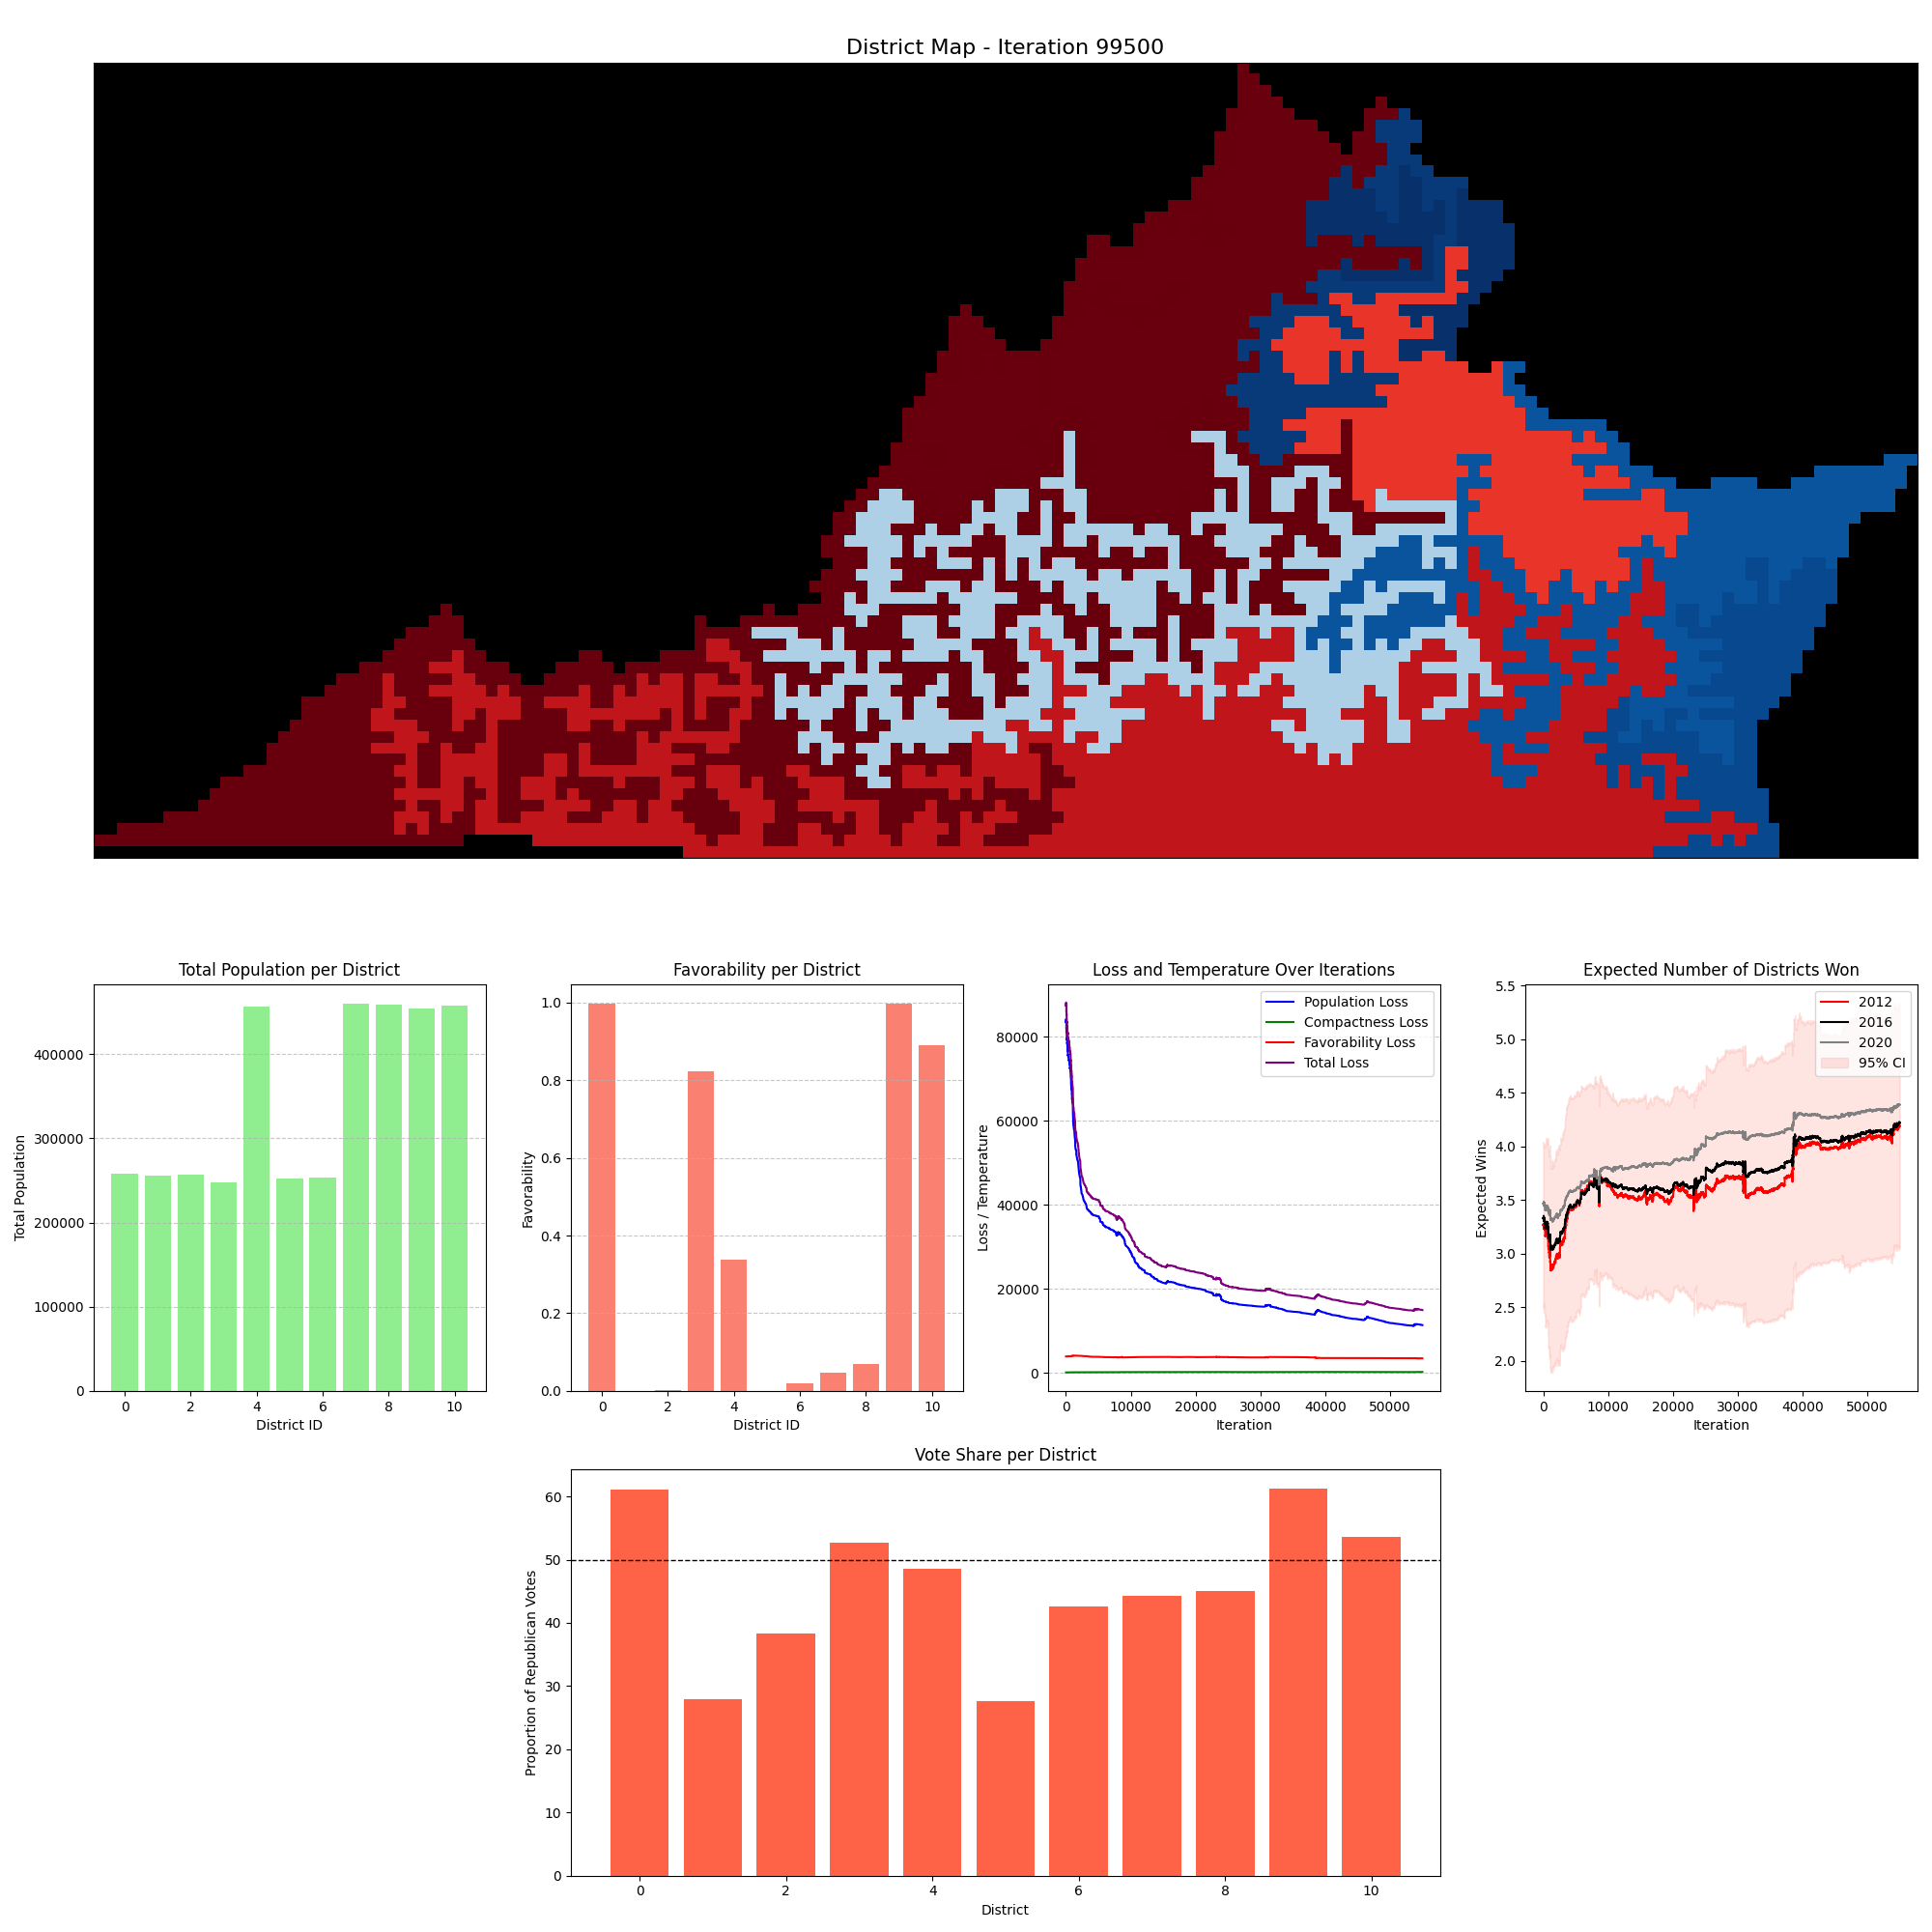 District Map - Iteration 99500
Total Population per District
Total Population
400000
300000
200000
100000
0
0 2 4 6 8 10
District ID
Favorability per District
Favorability
1.0
0.8
0.6
0.4
0.2
0.0
0 2 4 6 8 10
District ID
Loss and Temperature Over Iterations
Loss / Temperature
80000
60000
40000
20000
0
Population Loss
Compactness Loss
Favorability Loss
Total Loss
0 10000 20000 30000 40000 50000
Iteration
Expected Number of Districts Won
Expected Wins
5.5
5.0
4.5
4.0
3.5
3.0
2.5
2.0
2012
2016
2020
95% CI
0 10000 20000 30000 40000 50000
Iteration
Vote Share per District
Proportion of Republican Votes
60
50
40
30
20
10
0
0 2 4 6 8 10
District